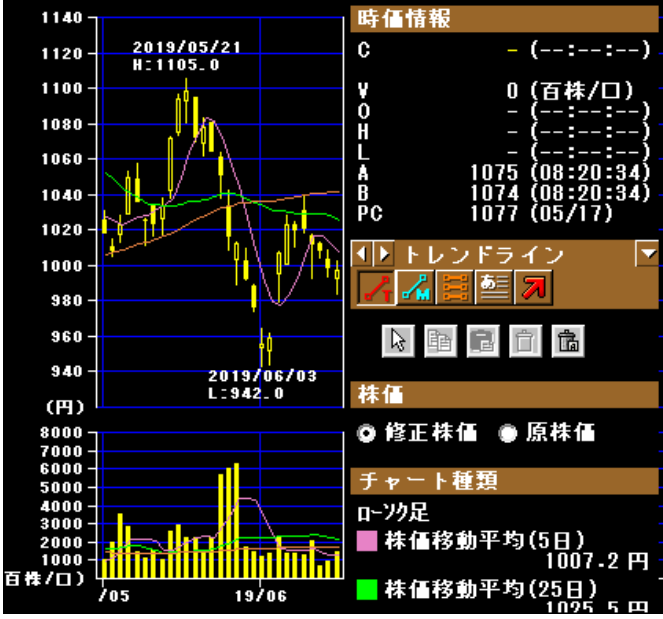 1140
1120
1100
1080
1060
1040
1020
1000
980
960
940
(円)
2019/05/21
H:1105.0
2019/06/03
L:942.0
8000
7000
6000
5000
4000
3000
2000
1000
百株/口)
/05 19/06
時価情報
C - (--:--:--)
V 0 (百株/口)
O - (--:--:--)
H - (--:--:--)
L - (--:--:--)
A 1075 (08:20:34)
B 1074 (08:20:34)
PC 1077 (05/17)
トレンドライン
T M あ
株価
修正株価 原株価
チャート種類
ローソク足
株価移動平均(5日)
1007.2 円
株価移動平均(25日)
1025.5 円